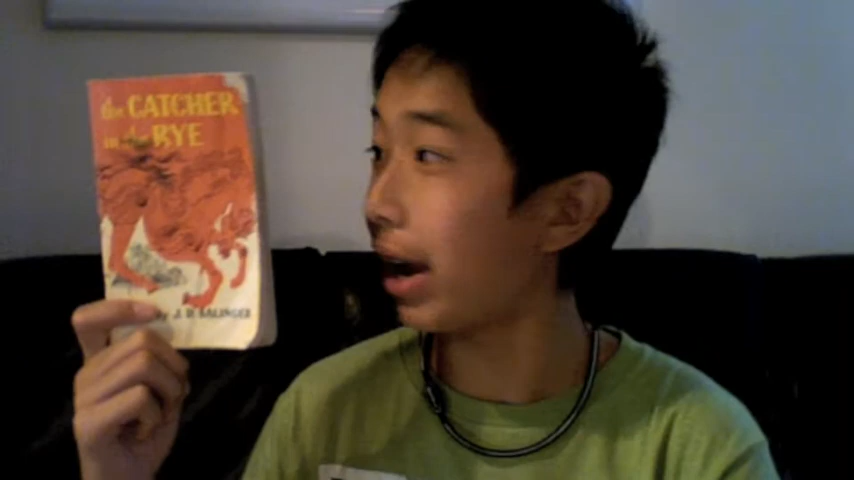 the CATCHER
in the RYE
by J. D. SALINGER